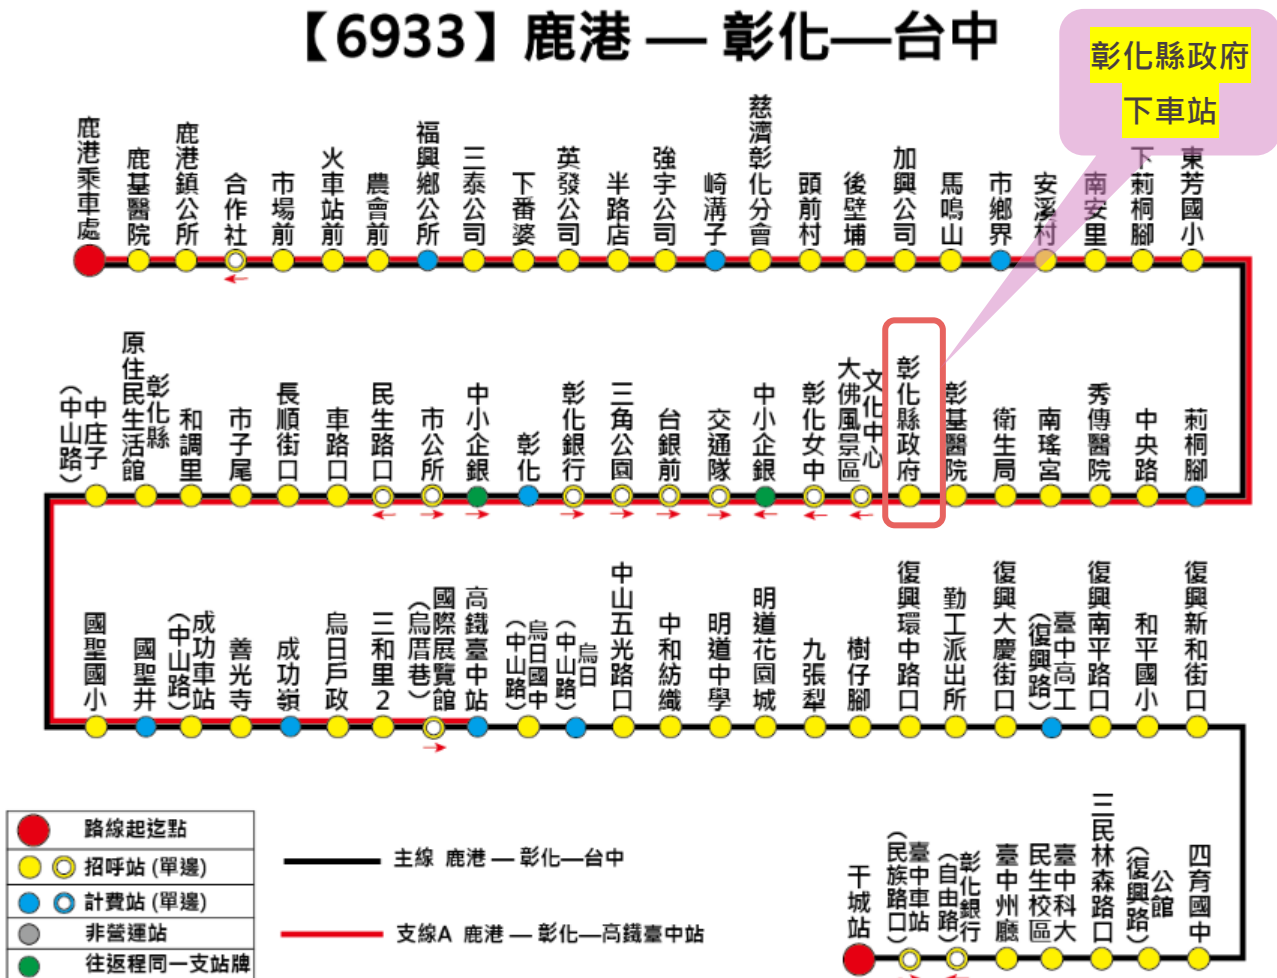 【6933】鹿港 — 彰化—台中
彰化縣政府
下車站
鹿港乘車處
鹿基醫院
鹿港鎮公所
合作社
市場前
火車站前
農會前
福興鄉公所
三泰公司
下番婆
英發公司
半路店
強宇公司
崎溝子
慈濟彰化分會
頭前村
後壁埔
加興公司
馬鳴山
市鄉界
安溪村
南安里
下莿桐腳
東芳國小
中庄子
（中山路）
彰化縣
原住民生活館
和調里
市子尾
長順街口
車路口
民生路口
市公所
中小企銀
彰化
彰化銀行
三角公園
台銀前
交通隊
中小企銀
彰化女中
文化中心
大佛風景區
彰化縣政府
彰基醫院
衛生局
南瑤宮
秀傳醫院
中央路
莿桐腳
國聖國小
國聖井
成功車站
（中山路）
善光寺
成功嶺
烏日戶政
三和里2
國際展覽館
（烏厝巷）
高鐵臺中站
烏日國中
（中山路）
烏日
（中山路）
中山五光路口
中和紡織
明道中學
明道花園城
九張犁
樹仔腳
復興環中路口
勤工派出所
復興大慶街口
臺中高工
（復興路）
復興南平路口
和平國小
復興新和街口
干城站
臺中車站
（民族路口）
彰化銀行
（自由路）
臺中州廳
臺中科大
民生校區
三民林森路口
公館
（復興路）
四育國中
路線起迄點
招呼站 (單邊)
計費站 (單邊)
非營運站
往返程同一支站牌
主線 鹿港 — 彰化—台中
支線A 鹿港 — 彰化—高鐵臺中站